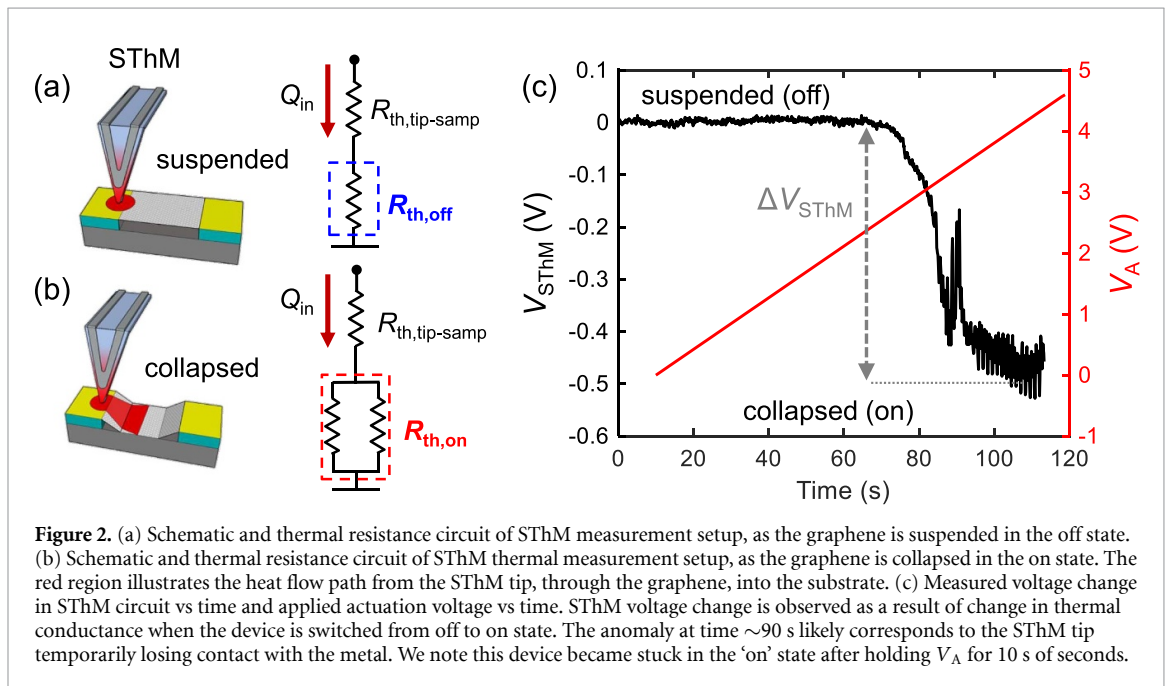 (a)
SThM
suspended
Q_in
R_th,tip-samp
R_th,off
(b)
collapsed
Q_in
R_th,tip-samp
R_th,on
(c)
0.1
0
-0.1
-0.2
-0.3
-0.4
-0.5
-0.6
V_SThM (V)
suspended (off)
ΔV_SThM
collapsed (on)
5
4
3
2
1
0
-1
V_A (V)
0 20 40 60 80 100 120
Time (s)
Figure 2. (a) Schematic and thermal resistance circuit of SThM measurement setup, as the graphene is suspended in the off state.
(b) Schematic and thermal resistance circuit of SThM thermal measurement setup, as the graphene is collapsed in the on state. The
red region illustrates the heat flow path from the SThM tip, through the graphene, into the substrate. (c) Measured voltage change
in SThM circuit vs time and applied actuation voltage vs time. SThM voltage change is observed as a result of change in thermal
conductance when the device is switched from off to on state. The anomaly at time ∼90 s likely corresponds to the SThM tip
temporarily losing contact with the metal. We note this device became stuck in the ‘on’ state after holding V_A for 10 s of seconds.